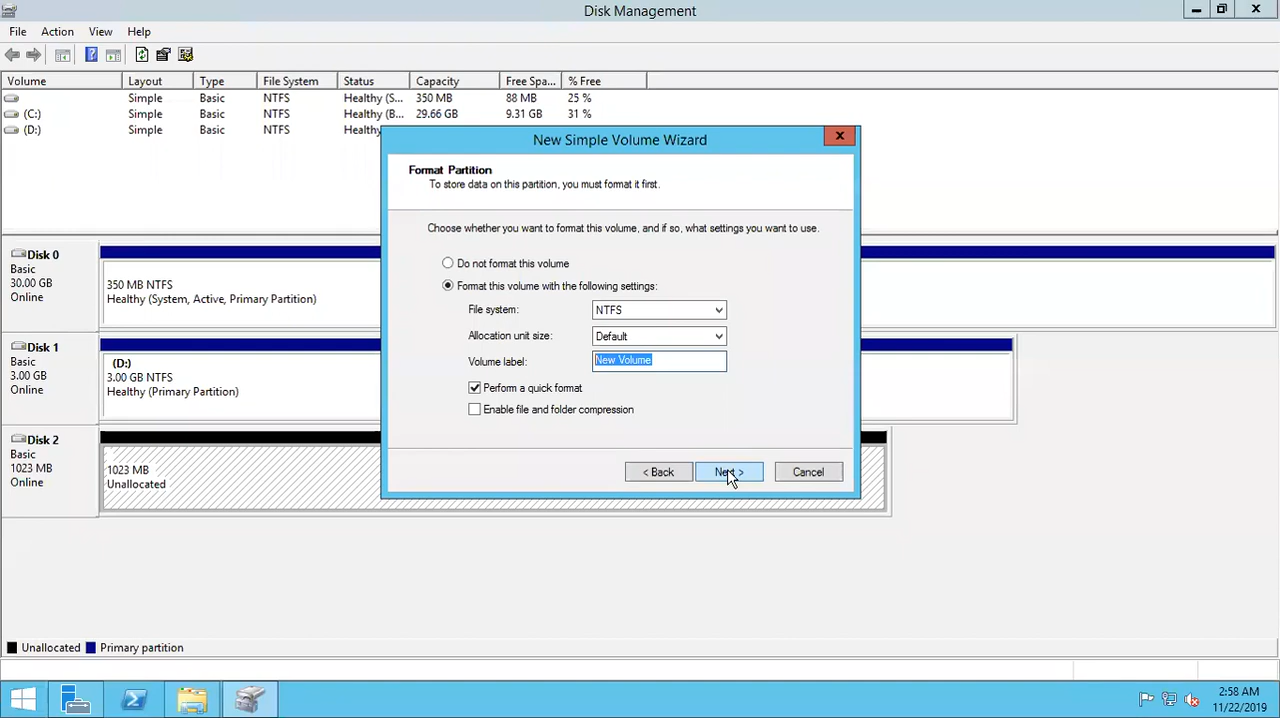 Disk Management
File Action View Help
Volume Layout Type File System Status Capacity Free Spa... % Free
Simple Basic NTFS Healthy (S... 350 MB 88 MB 25 %
(C:) Simple Basic NTFS Healthy (B... 29.66 GB 9.31 GB 31 %
(D:) Simple Basic NTFS Healthy
New Simple Volume Wizard
Format Partition
To store data on this partition, you must format it first.
Choose whether you want to format this volume, and if so, what settings you want to use.
Do not format this volume
Format this volume with the following settings:
File system: NTFS
Allocation unit size: Default
Volume label: New Volume
Perform a quick format
Enable file and folder compression
< Back Next > Cancel
Disk 0
Basic
30.00 GB
Online
350 MB NTFS
Healthy (System, Active, Primary Partition)
Disk 1
Basic
3.00 GB
Online
(D:)
3.00 GB NTFS
Healthy (Primary Partition)
Disk 2
Basic
1023 MB
Online
1023 MB
Unallocated
Unallocated Primary partition
2:58 AM
11/22/2019